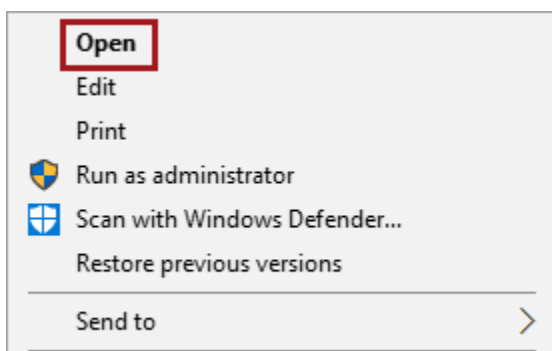 Open
Edit
Print
Run as administrator
Scan with Windows Defender...
Restore previous versions
Send to